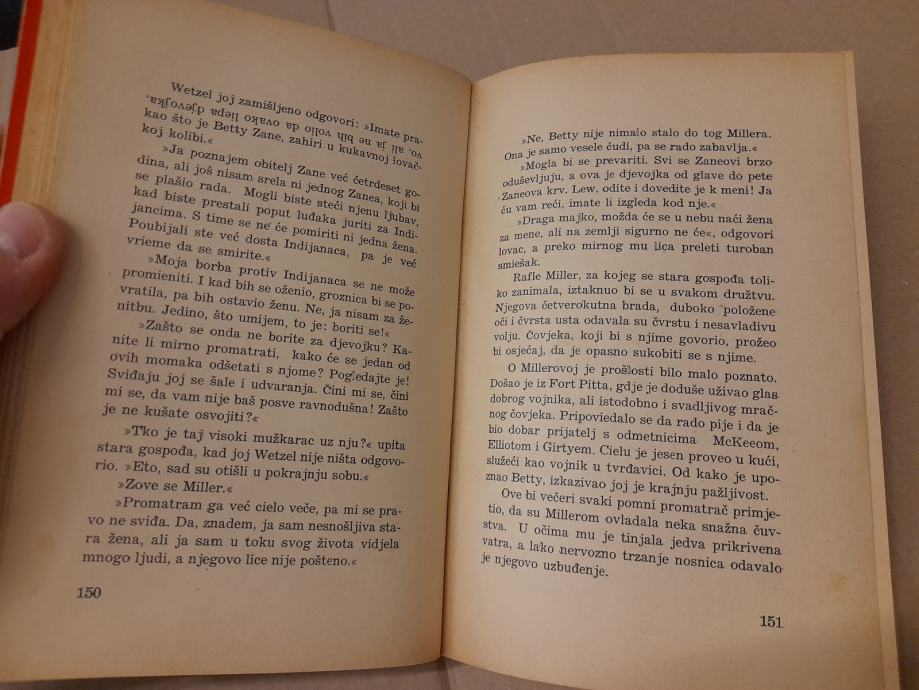 Wetzel joj zamišljeno odgovori: »Imate pra-
vo, ali ja ne bih volio da ovako lijepa djevojka,
kao što je Betty Zane, zahiri u kukavnoj lovač-
koj kolibi.«
»Ja poznajem obitelj Zane već četrdeset go-
dina, ali još nisam srela ni jednog Zanea, koji bi
se plašio rada. Mogli biste steći njenu ljubav,
kad biste prestali poput luđaka juriti za Indi-
jancima. S time se ne će pomiriti ni jedna žena.
Poubijali ste već dosta Indijanaca, pa je već
vrieme da se smirite.«
»Moja borba protiv Indijanaca se ne može
promieniti. I kad bih se oženio, groznica bi se po-
vratila, pa bih ostavio ženu. Ne, ja nisam za že-
nitbu. Jedino, što umijem, to je: boriti se!«
»Zašto se onda ne borite za djevojku? Ka-
nite li mirno promatrati, kako će se jedan od
ovih momaka odšetati s njome? Pogledajte je!
Sviđaju joj se šale i udvaranja. Čini mi se, čini
mi se, da vam nije baš posve ravnodušna! Zašto
je ne kušate osvojiti?«
»Tko je taj visoki mužkarac uz nju?« upita
stara gospođa, kad joj Wetzel nije ništa odgovo-
rio. »Eto, sad su otišli u pokrajnju sobu.«
»Zove se Miller.«
»Promatram ga već cielo veče, pa mi se pra-
vo ne sviđa. Da, znadem, ja sam nesnošljiva sta-
ra žena, ali ja sam u toku svog života vidjela
mnogo ljudi, a njegovo lice nije pošteno.«
150
»Ne, Betty nije nimalo stalo do tog Millera.
Ona je samo vesele ćudi, pa se rado zabavlja.«
»Mogla bi se prevariti. Svi se Zaneovi brzo
oduševljuju, a ova je djevojka od glave do pete
Zaneova krv. Lew, odite i dovedite je k meni! Ja
ću vam reći, imate li izgleda kod nje.«
»Draga majko, možda će se u nebu naći žena
za mene, ali na zemlji sigurno ne će«, odgovori
lovac, a preko mirnog mu lica preleti turoban
smiešak.
Rafle Miller, za kojeg se stara gospođa toli-
ko zanimala, iztaknuo bi se u svakom družtvu.
Njegova četverokutna brada, duboko položene
oči i čvrsta usta odavala su čvrstu i nesavladivu
volju. Čovjeka, koji bi s njime govorio, prožeo
bi osjećaj, da je opasno sukobiti se s njime.
O Millerovoj je prošlosti bilo malo poznato.
Došao je iz Fort Pitta, gdje je doduše uživao glas
dobrog vojnika, ali istodobno i svadljivog mrač-
nog čovjeka. Pripoviedalo se da rado pije i da je
bio dobar prijatelj s odmetnicima McKeeom,
Elliotom i Girtyem. Cielu je jesen proveo u kući,
služeći kao vojnik u tvrđavici. Od kako je upo-
znao Betty, izkazivao joj je krajnju pažljivost.
Ove bi večeri svaki pomni promatrač primje-
tio, da su Millerom ovladala neka snažna čuv-
stva. U očima mu je tinjala jedva prikrivena
vatra, a lako nervozno trzanje nosnica odavalo
je njegovo uzbuđenje.
151